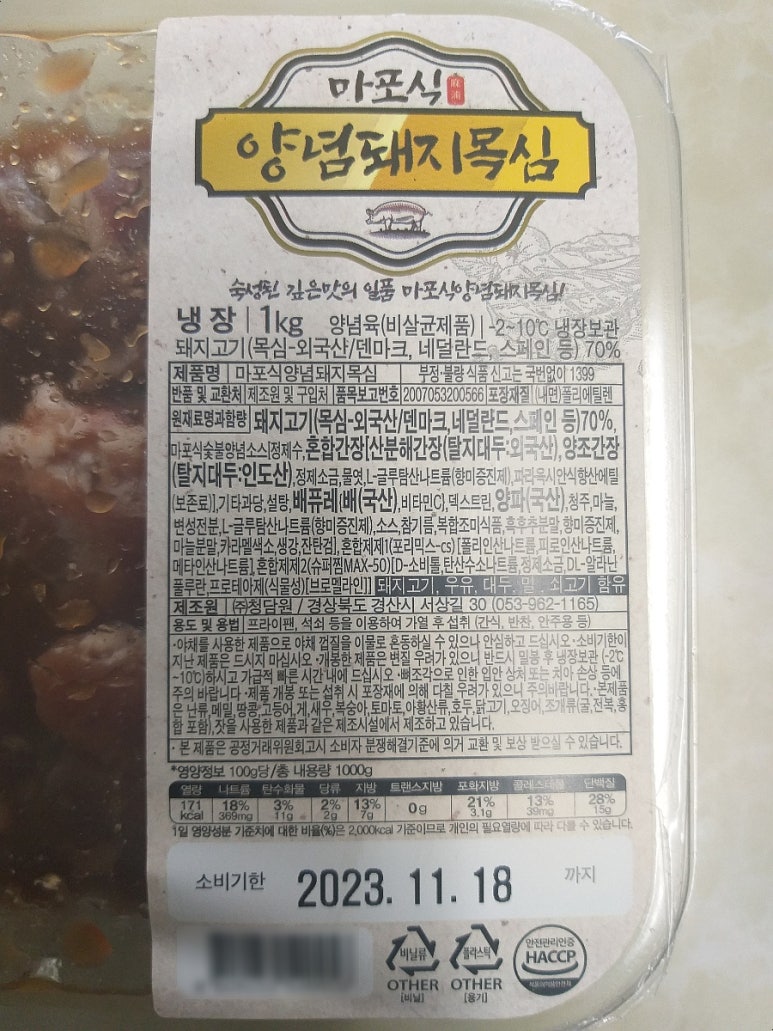 마포식
麻浦
양념돼지목심
숙성된 깊은맛의 일품 마포식양념돼지목심!
냉장 | 1kg 양념육(비살균제품) | -2~10℃ 냉장보관
돼지고기(목심-외국산/덴마크, 네덜란드, 스페인 등) 70%
제품명 마포식양념돼지목심 부정·불량식품 신고는 국번없이 1399
반품 및 교환처 제조원 및 구입처 품목보고번호 2007053200566 포장재질 (내면)폴리에틸렌
원재료명과함량 돼지고기(목심-외국산/덴마크,네덜란드,스페인 등)70%,
마포식숯불양념소스[정제수,혼합간장[산분해간장(탈지대두:외국산),양조간장
(탈지대두:인도산),정제소금,물엿,L-글루탐산나트륨(향미증진제),파라옥시안식향산에틸
(보존료)],기타과당,설탕,배퓨레(배(국산),비타민C),덱스트린,양파(국산),청주,마늘,
변성전분,L-글루탐산나트륨(향미증진제),소스,참기름,복합조미식품,흑후추분말,향미증진제,
마늘분말,카라멜색소,생강,잔탄검],혼합제제1(포리믹스-cs)[폴리인산나트륨,피로인산나트륨,
메타인산나트륨],혼합제제2(슈퍼찜MAX-50)[D-소비톨,탄산수소나트륨,정제소금,DL-알라닌
풀루란,프로테아제(식물성)[브로멜라인]] 돼지고기, 우유, 대두, 밀, 쇠고기 함유
제조원 ㈜청담원 / 경상북도 경산시 서상길 30 (053-962-1165)
용도 및 용법 프라이팬, 석쇠 등을 이용하여 가열 후 섭취 (간식, 반찬, 안주용 등)
·야채를 사용한 제품으로 야채 껍질을 이물로 혼동하실 수 있으니 안심하고 드십시오 ·소비기한이
지난 제품은 드시지 마십시오 ·개봉한 제품은 변질 우려가 있으니 반드시 밀봉 후 냉장보관(-2℃
~10℃)하시고 가급적 빠른 시간 내에 드십시오 ·뼈조각으로 인한 입안 상처 또는 치아 손상 등에
주의 바랍니다 ·제품 개봉 또는 섭취 시 포장재에 의해 다칠 우려가 있으니 주의바랍니다.·본제품
은 난류,메밀,땅콩,고등어,게,새우,복숭아,토마토,아황산류,호두,닭고기,오징어,조개류(굴,전복,홍
합 포함),잣을 사용한 제품과 같은 제조시설에서 제조하고 있습니다.
· 본 제품은 공정거래위원회고시 소비자 분쟁해결기준에 의거 교환 및 보상 받으실 수 있습니다.
*영양정보 100g당/총 내용량 1000g
열량 나트륨 탄수화물 당류 지방 트랜스지방 포화지방 콜레스테롤 단백질
171 kcal 18% 369mg 3% 11g 2% 2g 13% 7g 0g 21% 3.1g 13% 39mg 28% 15g
1일 영양성분 기준치에 대한 비율(%)은 2,000kcal 기준이므로 개인의 필요열량에 따라 다를 수 있습니다.
소비기한 2023. 11. 18 까지
비닐류 플라스틱 안전관리인증
OTHER OTHER HACCP
[비닐] [용기] 식품의약품안전처